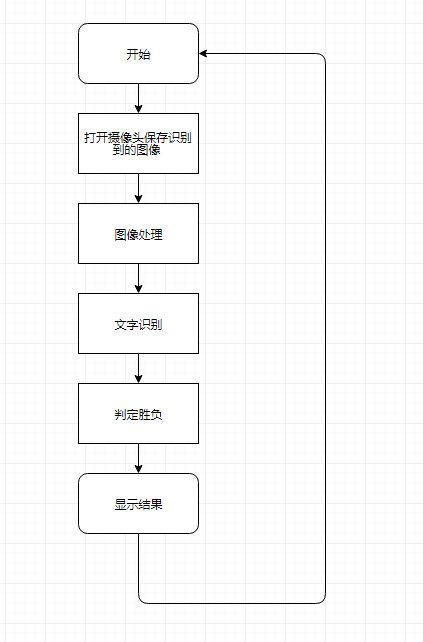 开始
打开摄像头保存识别
到的图像
图像处理
文字识别
判定胜负
显示结果